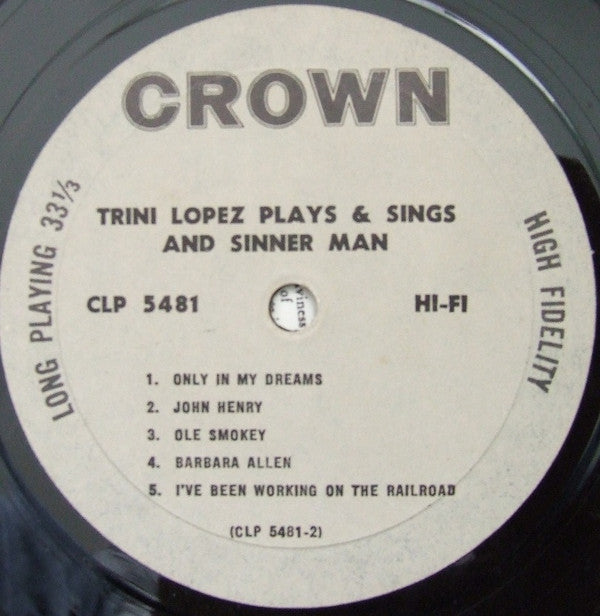 CROWN
LONG PLAYING 33⅓
TRINI LOPEZ PLAYS & SINGS
AND SINNER MAN
HIGH FIDELITY
CLP 5481
HI-FI
of
1. ONLY IN MY DREAMS
2. JOHN HENRY
3. OLE SMOKEY
4. BARBARA ALLEN
5. I'VE BEEN WORKING ON THE RAILROAD
(CLP 5481-2)